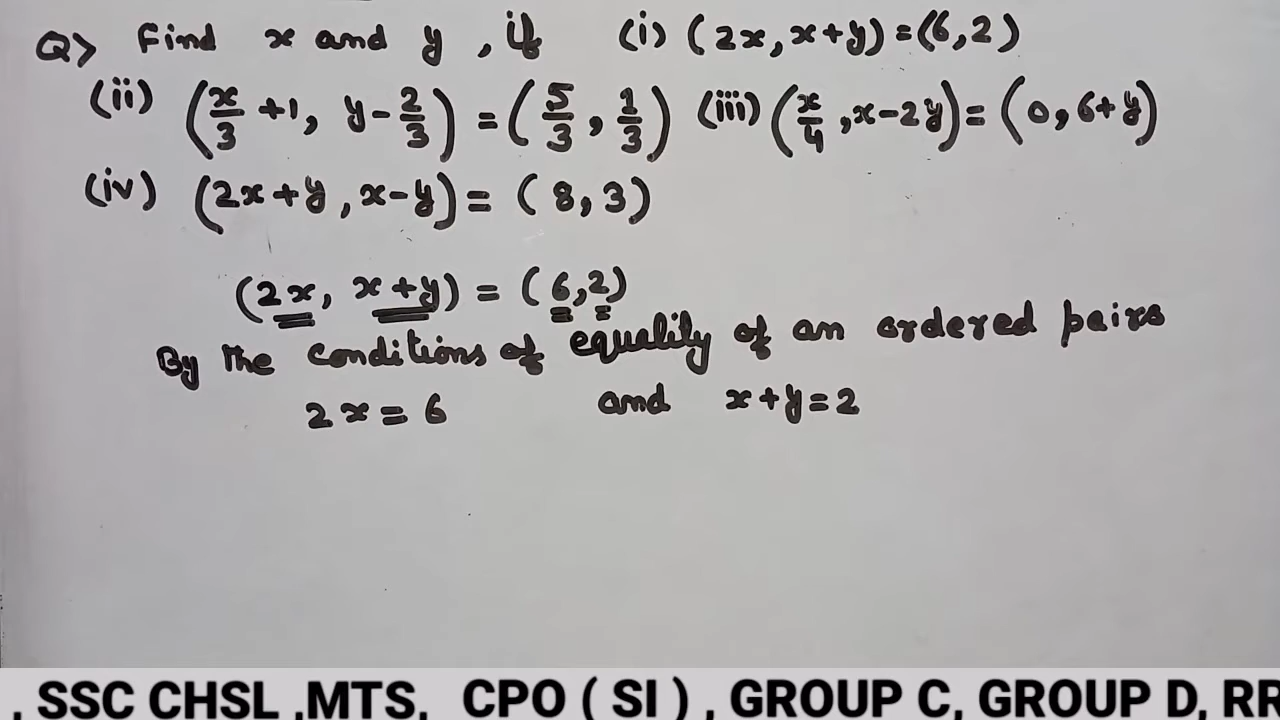 Q> Find x and y, if (i) (2x, x+y) = (6,2)
(ii) (x/3 +1, y-2/3) = (5/3, 1/3) (iii) (x/4, x-2y) = (0, 6+y)
(iv) (2x+y, x-y) = (8,3)
(2x, x+y) = (6,2)
By the conditions of equality of an ordered pairs
2x = 6 and x+y=2
, SSC CHSL ,MTS, CPO ( SI ) , GROUP C, GROUP D, RR